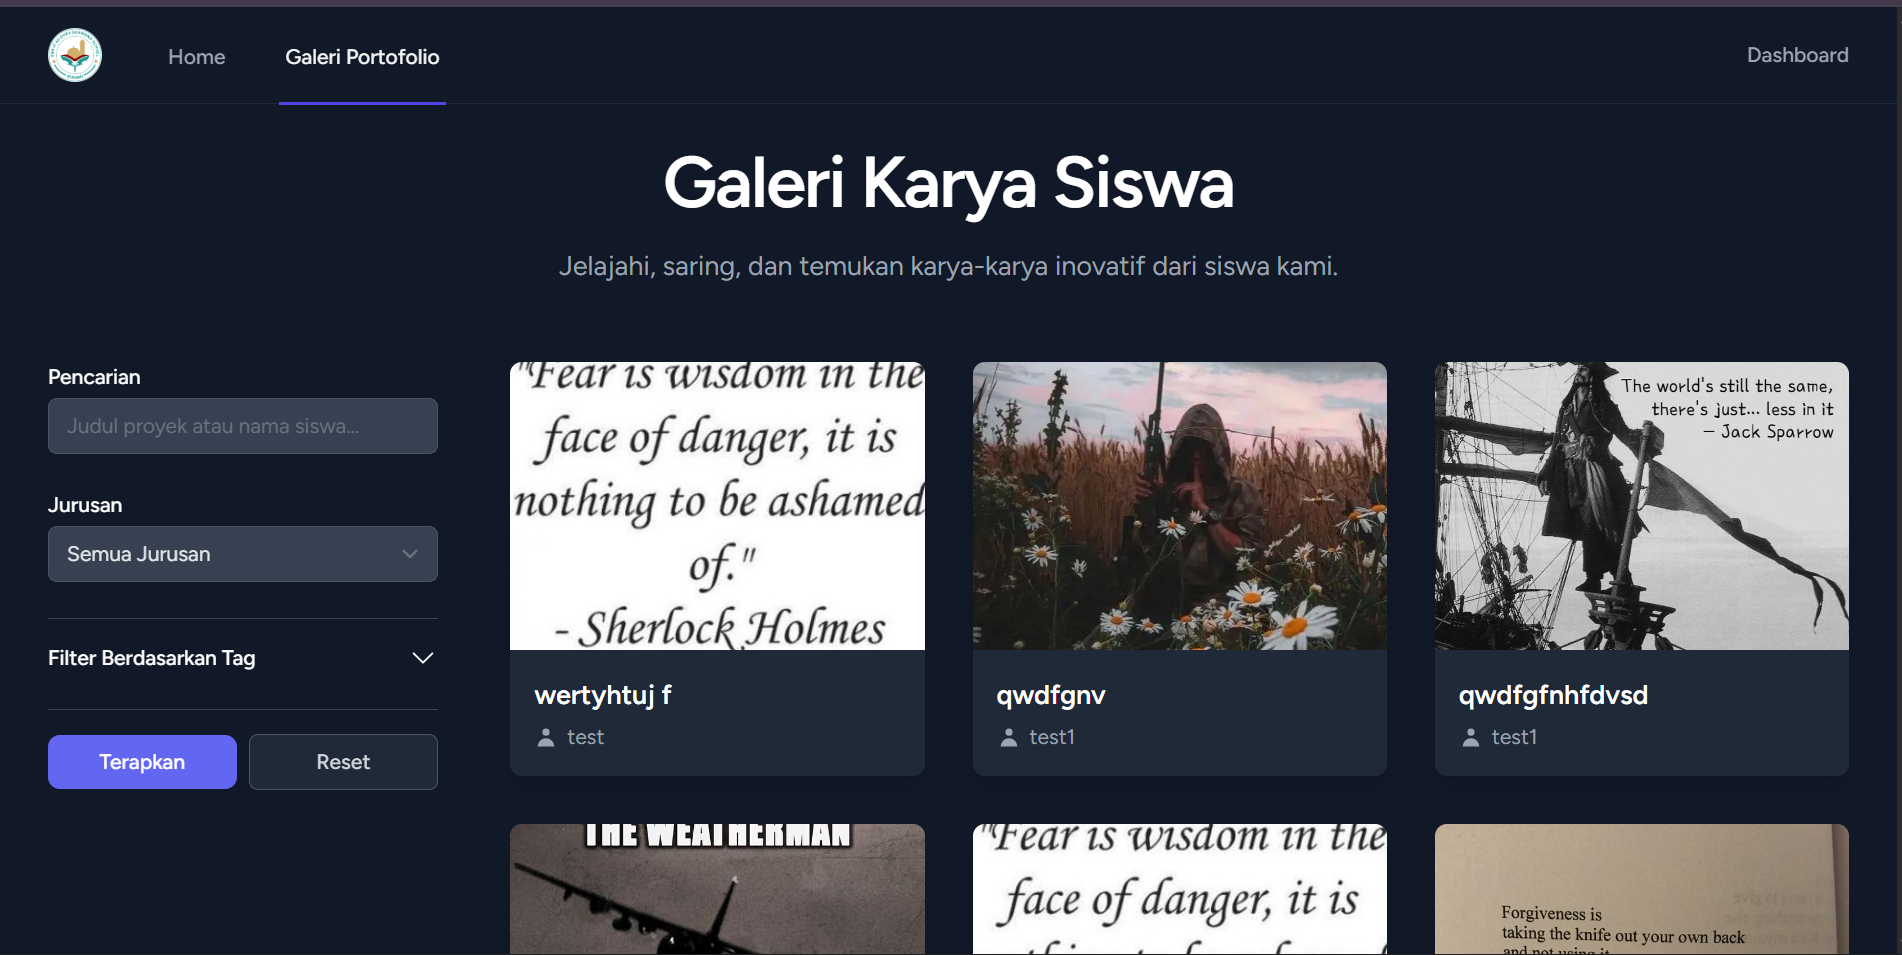 Home
Galeri Portofolio
Dashboard
Galeri Karya Siswa
Jelajahi, saring, dan temukan karya-karya inovatif dari siswa kami.
Pencarian
Judul proyek atau nama siswa...
Jurusan
Semua Jurusan
Filter Berdasarkan Tag
Terapkan
Reset
"Fear is wisdom in the
face of danger, it is
nothing to be ashamed
of."
- Sherlock Holmes
wertyhtuj f
test
qwdfgnv
test1
The world's still the same,
there's just... less in it
– Jack Sparrow
qwdfgfnhfdvsd
test1
THE WEATHERMAN
"Fear is wisdom in the
face of danger, it is
Forgiveness is
taking the knife out your own back
and not using it